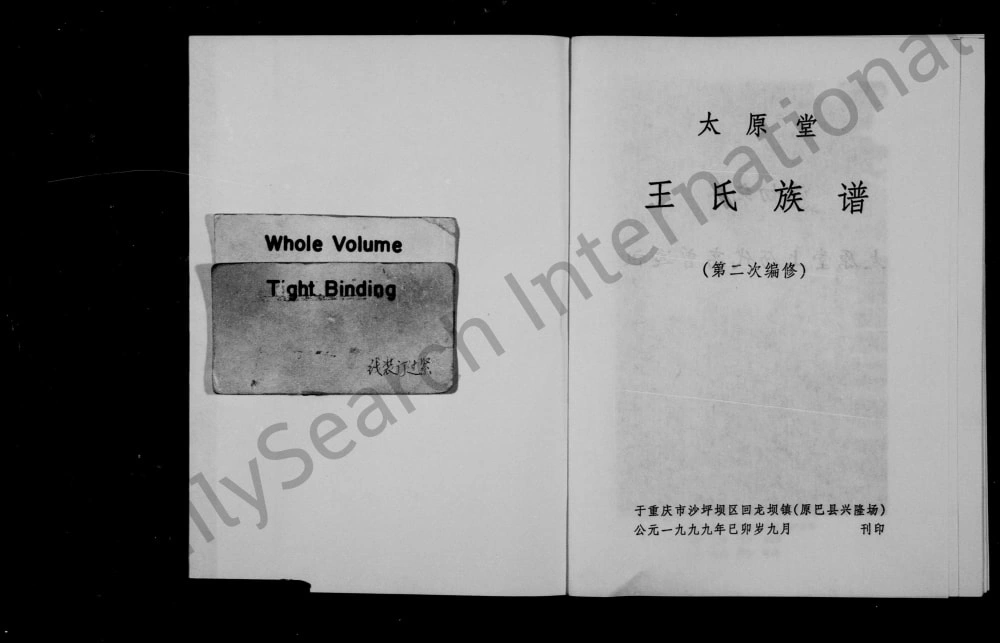 Whole Volume
Tight Binding
线装订过紧
太原堂
王氏族谱
(第二次编修)
于重庆市沙坪坝区回龙坝镇(原巴县兴隆场)
公元一九九九年已卯岁九月 刊印
ilySearch International